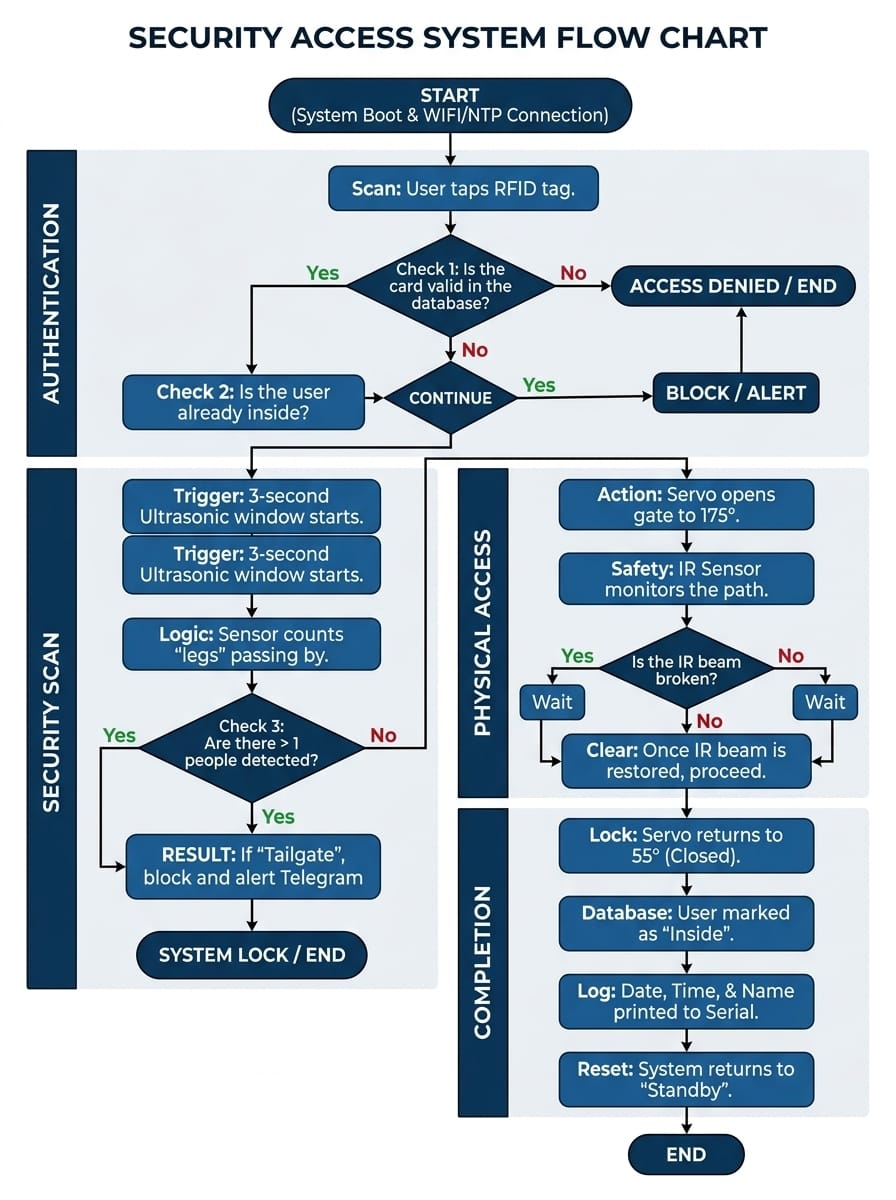 SECURITY ACCESS SYSTEM FLOW CHART
START
(System Boot & WIFI/NTP Connection)
AUTHENTICATION
Scan: User taps RFID tag.
Check 1: Is the
card valid in the
database?
Yes
No
ACCESS DENIED / END
No
Check 2: Is the user
already inside?
CONTINUE
Yes
BLOCK / ALERT
SECURITY SCAN
Trigger: 3-second
Ultrasonic window starts.
Trigger: 3-second
Ultrasonic window starts.
Logic: Sensor counts
"legs" passing by.
Check 3:
Are there > 1
people detected?
Yes
No
Yes
RESULT: If "Tailgate",
block and alert Telegram
SYSTEM LOCK / END
PHYSICAL ACCESS
Action: Servo opens
gate to 175°.
Safety: IR Sensor
monitors the path.
Is the IR beam
broken?
Yes
No
Wait
Wait
No
Clear: Once IR beam is
restored, proceed.
COMPLETION
Lock: Servo returns to
55° (Closed).
Database: User marked
as "Inside".
Log: Date, Time, & Name
printed to Serial.
Reset: System returns to
"Standby".
END